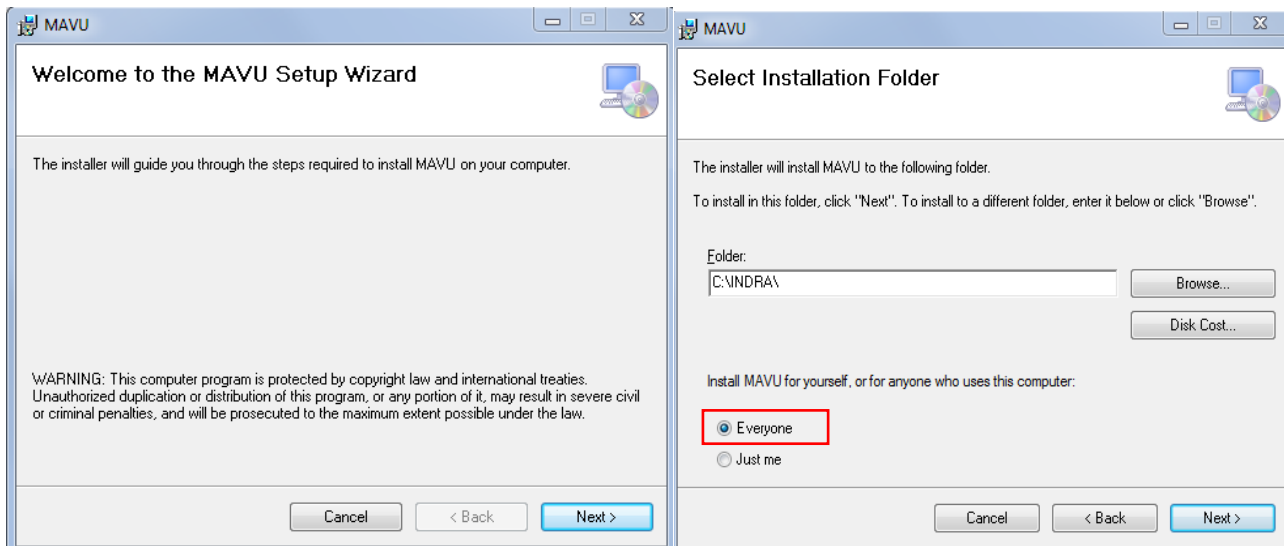 MAVU
Welcome to the MAVU Setup Wizard
The installer will guide you through the steps required to install MAVU on your computer.
WARNING: This computer program is protected by copyright law and international treaties.
Unauthorized duplication or distribution of this program, or any portion of it, may result in severe civil
or criminal penalties, and will be prosecuted to the maximum extent possible under the law.
Cancel
< Back
Next >
MAVU
Select Installation Folder
The installer will install MAVU to the following folder.
To install in this folder, click "Next". To install to a different folder, enter it below or click "Browse".
Folder:
C:\INDRA\
Browse...
Disk Cost...
Install MAVU for yourself, or for anyone who uses this computer:
Everyone
Just me
Cancel
< Back
Next >